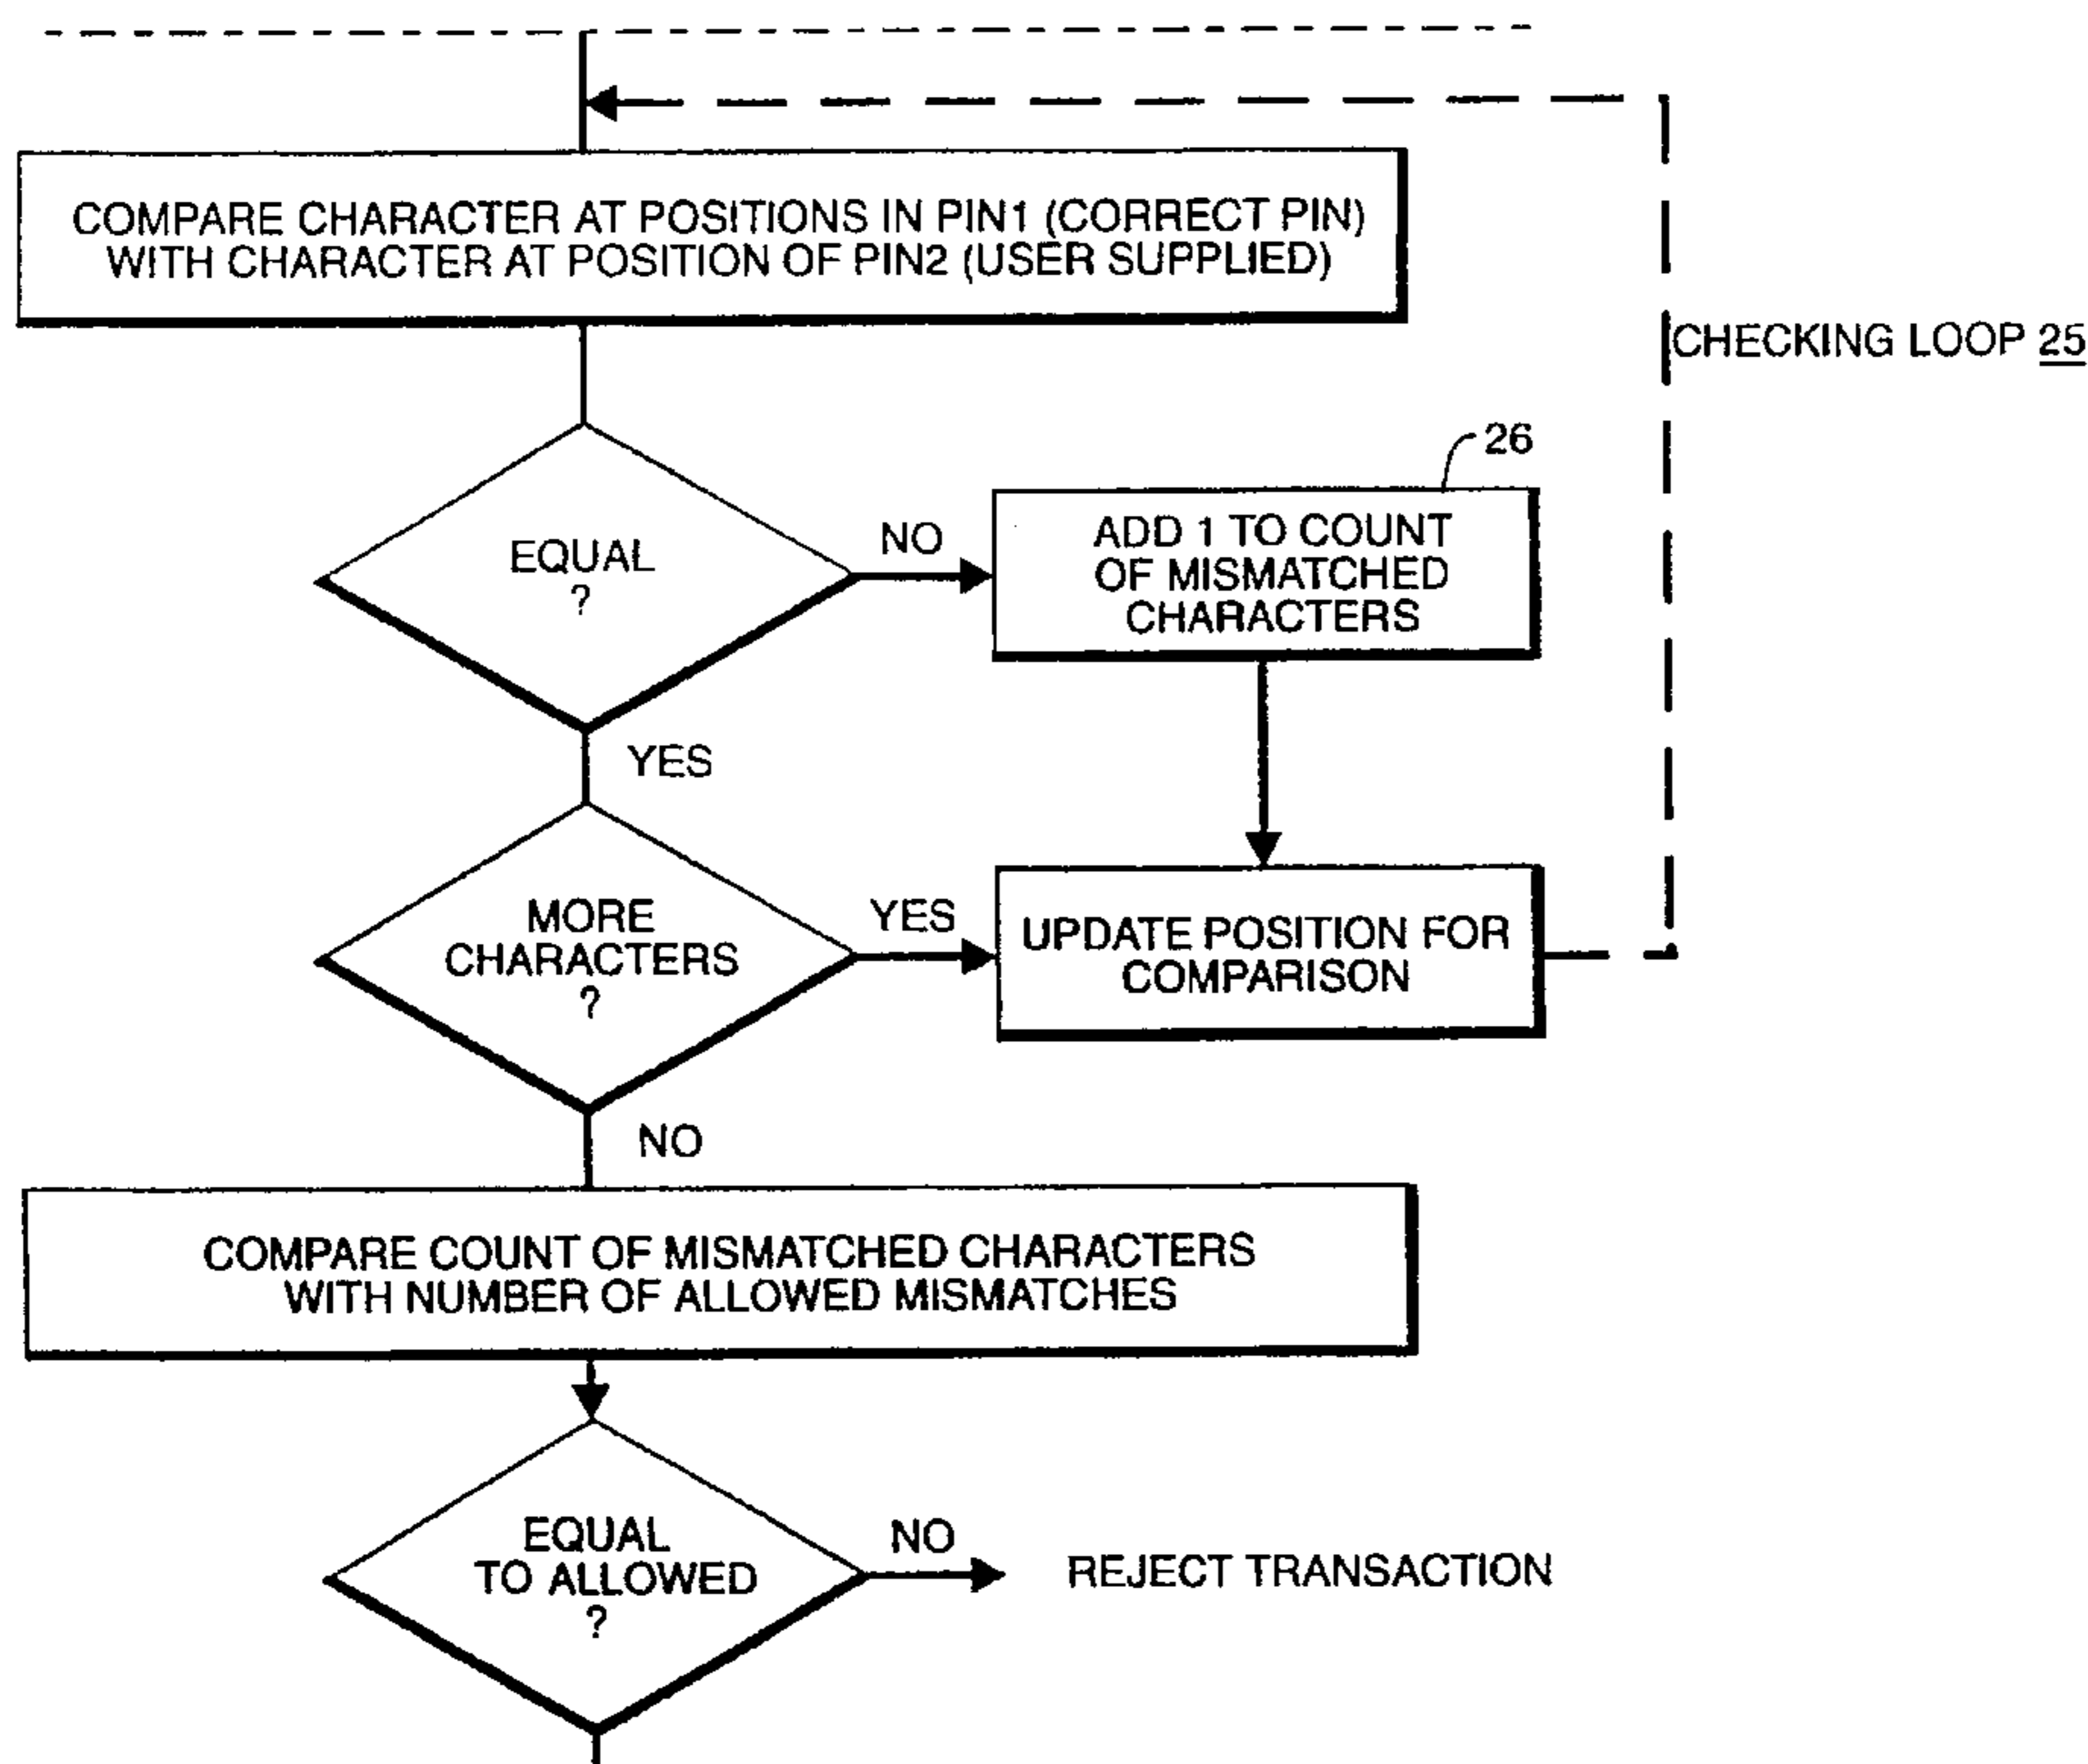 COMPARE CHARACTER AT POSITIONS IN PIN1 (CORRECT PIN)
WITH CHARACTER AT POSITION OF PIN2 (USER SUPPLIED)
CHECKING LOOP 25
26
EQUAL
?
NO
ADD 1 TO COUNT
OF MISMATCHED
CHARACTERS
YES
MORE
CHARACTERS
?
YES
UPDATE POSITION FOR
COMPARISON
NO
COMPARE COUNT OF MISMATCHED CHARACTERS
WITH NUMBER OF ALLOWED MISMATCHES
EQUAL
TO ALLOWED
?
NO
REJECT TRANSACTION